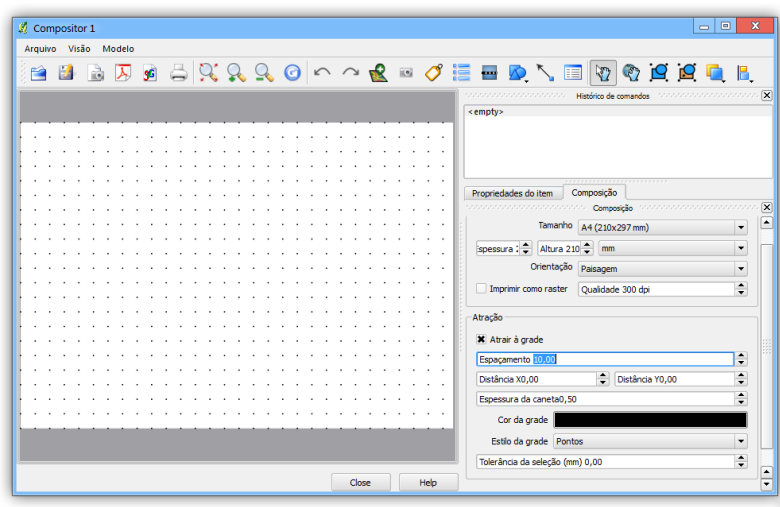 Compositor 1
Arquivo Visão Modelo
Histórico de comandos
<empty>
Propriedades do item Composição
Composição
Tamanho A4 (210x297 mm)
Altura 210 mm
Orientação Paisagem
Imprimir como raster Qualidade 300 dpi
Atração
Atrair à grade
Espaçamento 10,00
Distância X0,00 Distância Y0,00
Espessura da caneta0,50
Cor da grade
Estilo da grade Pontos
Tolerância da seleção (mm) 0,00
Close Help